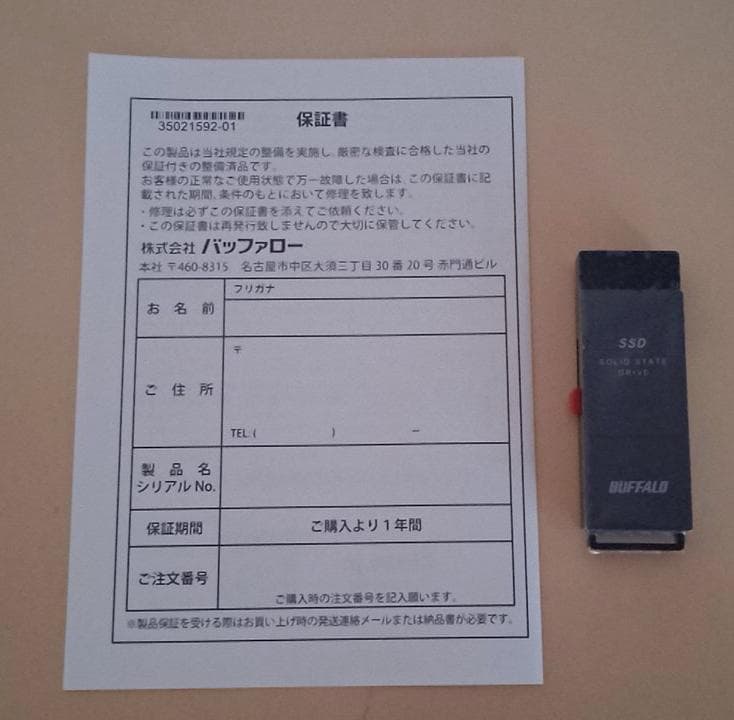 35021592-01
保証書
この製品は当社規定の整備を実施し、厳密な検査に合格した当社の
保証付きの整備済品です。
お客様の正常なご使用状態で万一故障した場合は、この保証書に記
載された期間、条件のもとにおいて修理を致します。
・修理は必ずこの保証書を添えてご依頼ください。
・この保証書は再発行致しませんので大切に保管してください。
株式会社 バッファロー
本社 〒460-8315 名古屋市中区大須三丁目30番20号 赤門通ビル
お名前
フリガナ
ご住所
〒
TEL ( ) ー
製品名
シリアル No.
保証期間
ご購入より1年間
ご注文番号
ご購入時の注文番号を記入願います。
※製品保証を受ける際はお買い上げ時の発送連絡メールまたは納品書が必要です。
SSD
SOLID STATE
DRIVE
BUFFALO